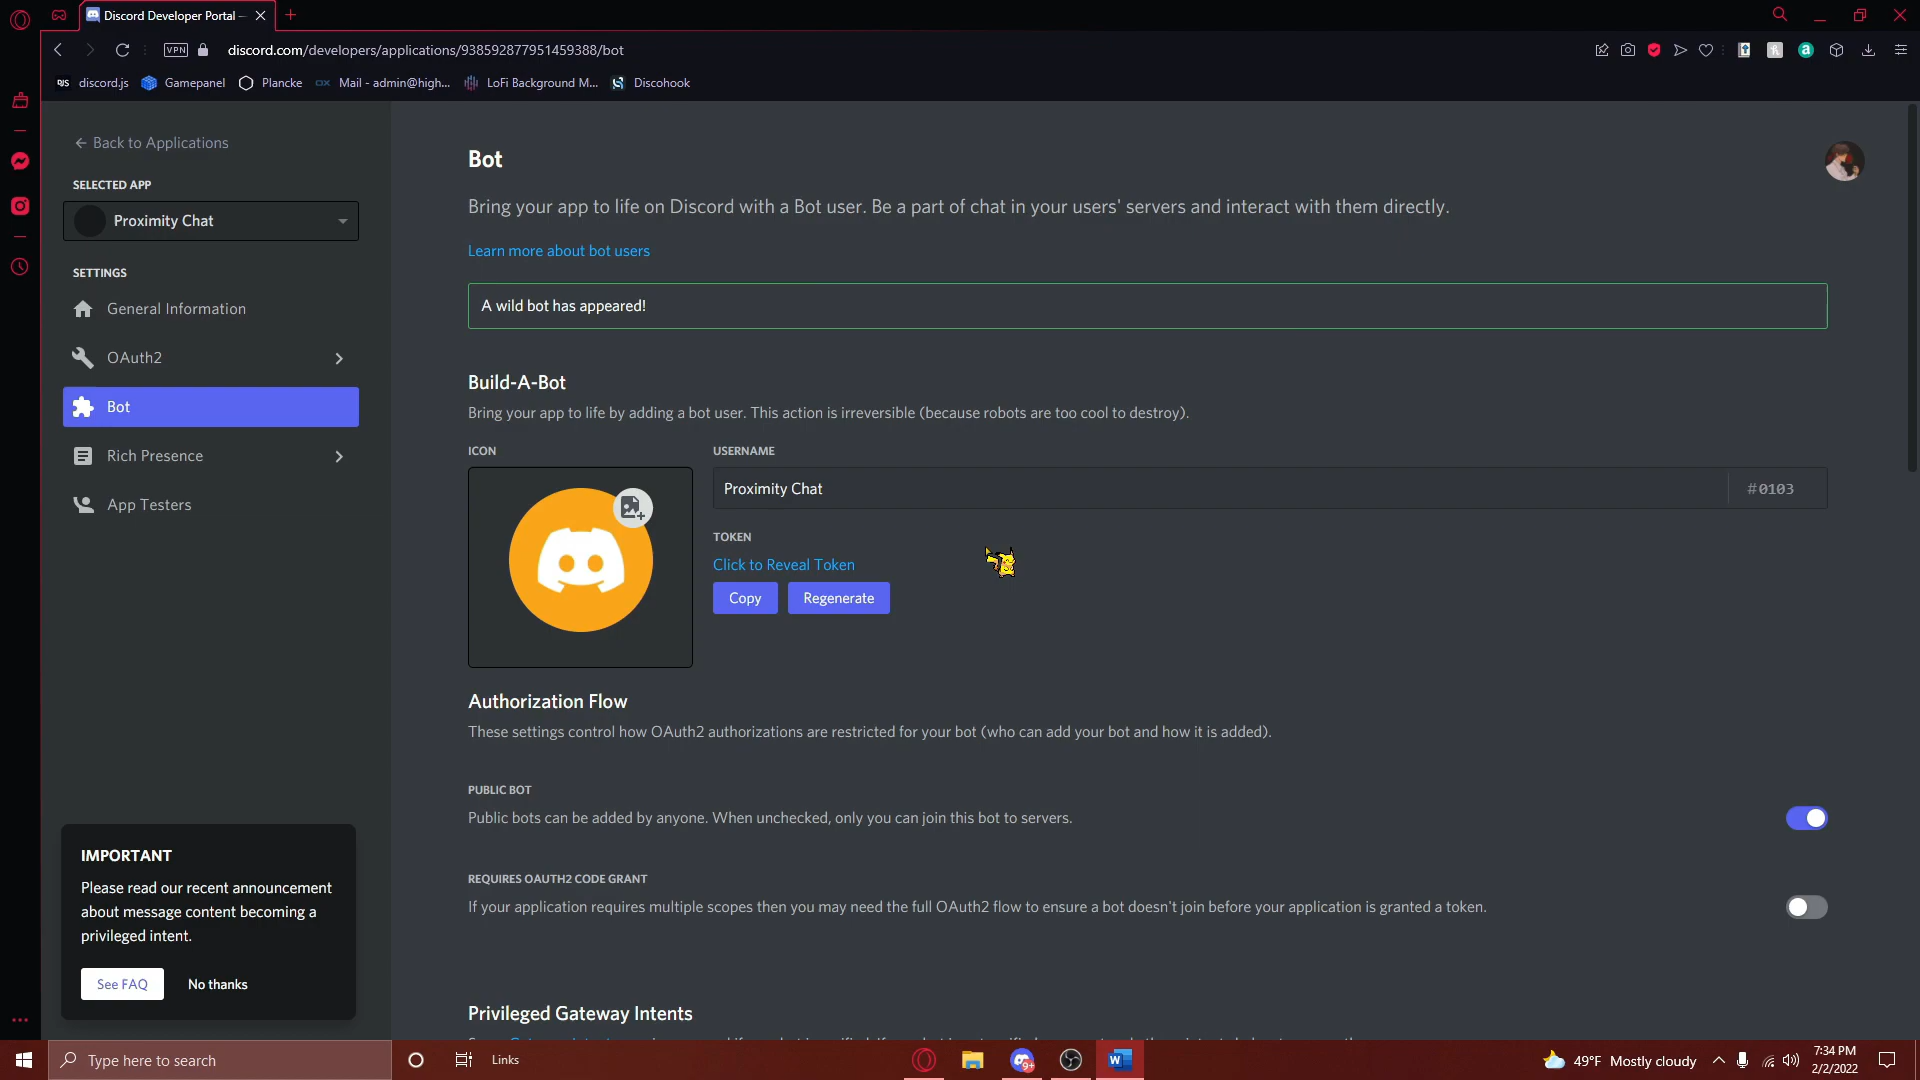 Discord Developer Portal —
VPN
discord.com/developers/applications/938592877951459388/bot
DJS discord.js
Gamepanel
Plancke
OX Mail - admin@high...
LoFi Background M...
Discohook
← Back to Applications
SELECTED APP
Proximity Chat
SETTINGS
General Information
OAuth2
Bot
Rich Presence
App Testers
IMPORTANT
Please read our recent announcement
about message content becoming a
privileged intent.
See FAQ
No thanks
Bot
Bring your app to life on Discord with a Bot user. Be a part of chat in your users' servers and interact with them directly.
Learn more about bot users
A wild bot has appeared!
Build-A-Bot
Bring your app to life by adding a bot user. This action is irreversible (because robots are too cool to destroy).
ICON
USERNAME
Proximity Chat
#0103
TOKEN
Click to Reveal Token
Copy
Regenerate
Authorization Flow
These settings control how OAuth2 authorizations are restricted for your bot (who can add your bot and how it is added).
PUBLIC BOT
Public bots can be added by anyone. When unchecked, only you can join this bot to servers.
REQUIRES OAUTH2 CODE GRANT
If your application requires multiple scopes then you may need the full OAuth2 flow to ensure a bot doesn't join before your application is granted a token.
Privileged Gateway Intents
Type here to search
Links
9+
49°F Mostly cloudy
7:34 PM
2/2/2022